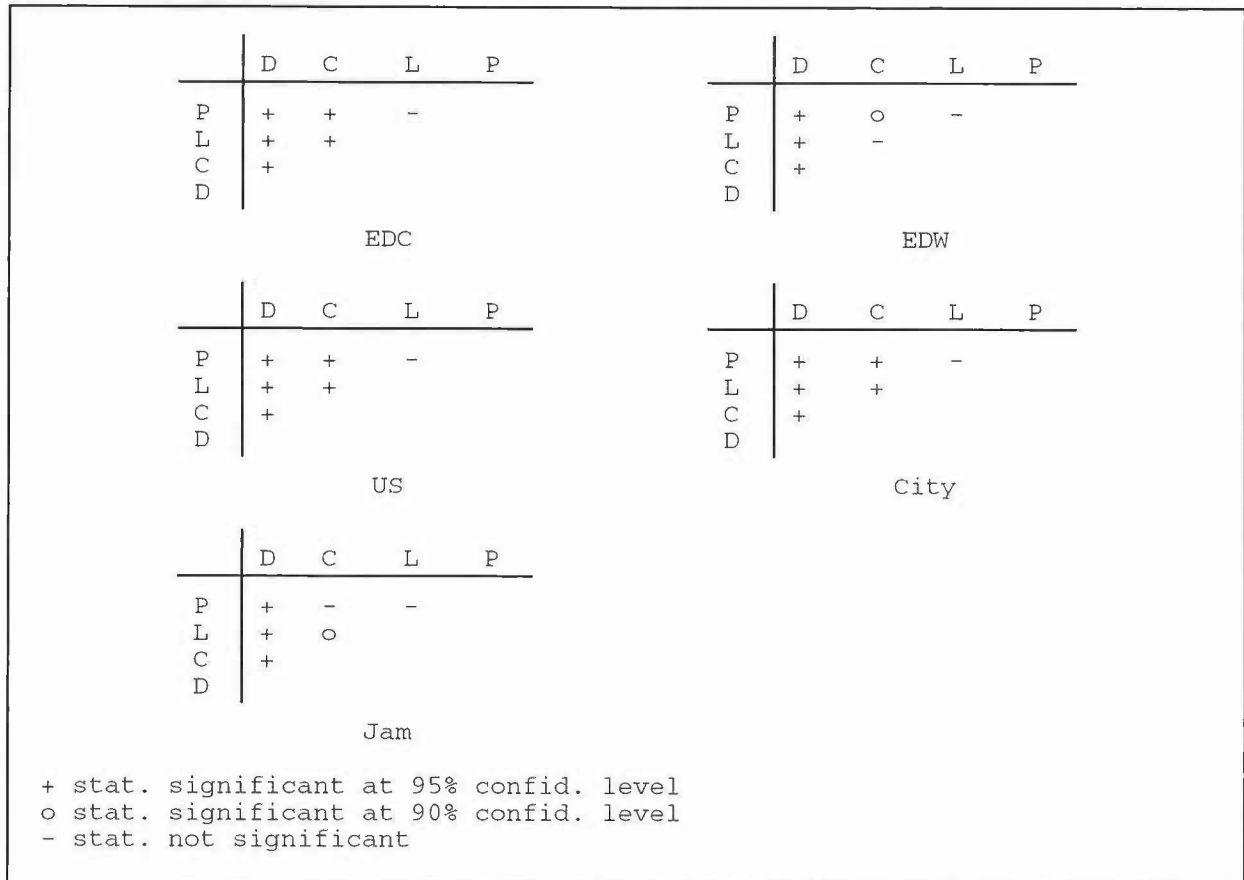 D C L P
P + + -
L + +
C +
D
EDC
D C L P
P + o -
L + -
C +
D
EDW
D C L P
P + + -
L + +
C +
D
US
D C L P
P + + -
L + +
C +
D
City
D C L P
P + - -
L + o
C +
D
Jam
+ stat. significant at 95% confid. level
o stat. significant at 90% confid. level
- stat. not significant